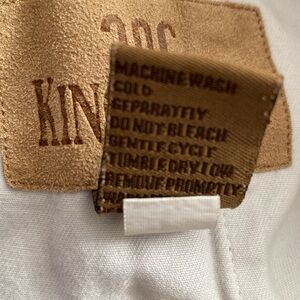 KIN
MACHINE WASH
COLD
SEPARATELY
DO NOT BLEACH
GENTLE CYCLE
TUMBLE DRY LOW
REMOVE PROMPTLY